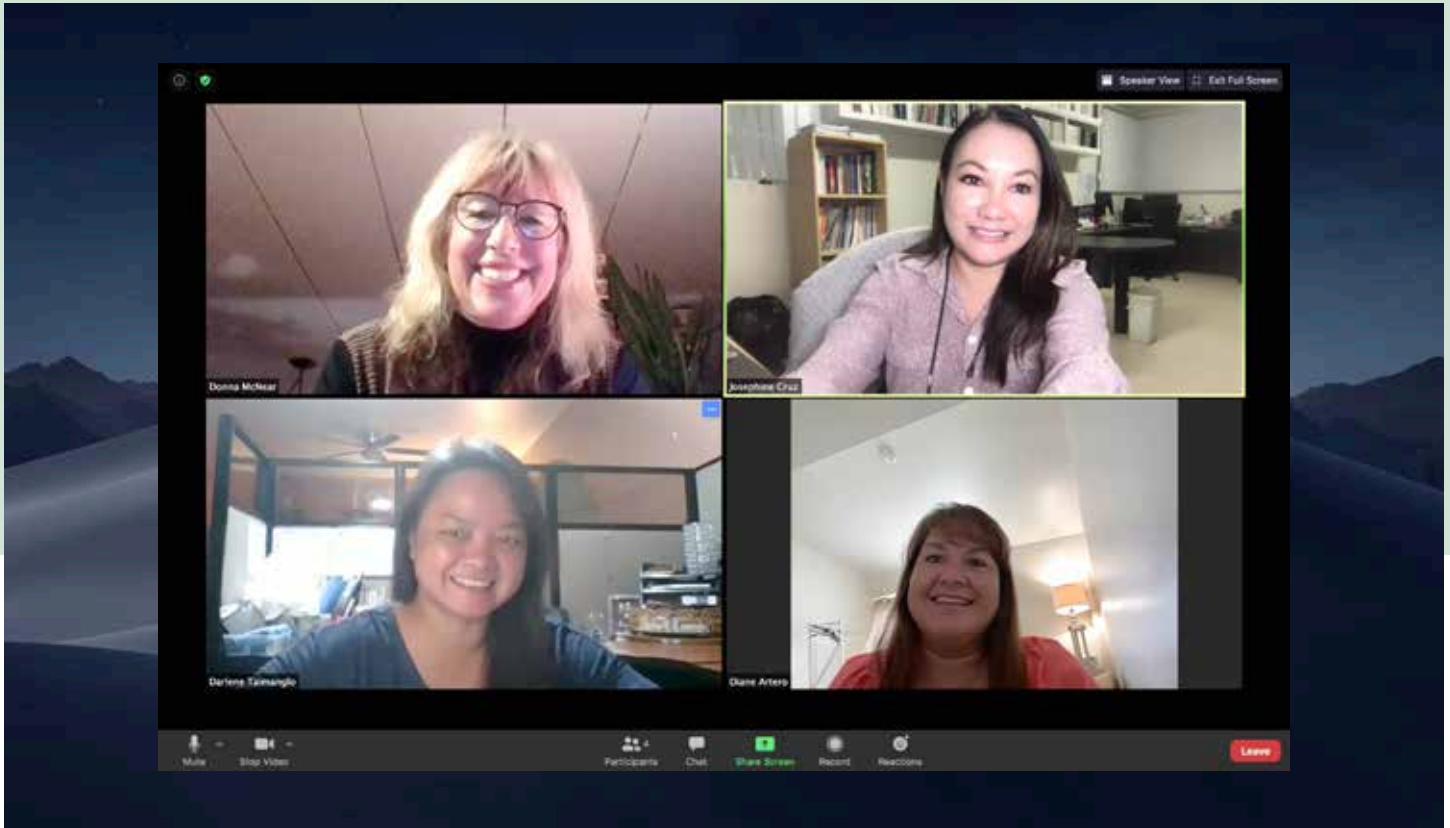 Speaker View Exit Full Screen
Donna McNear
Josephine Cruz
Darlene Taimanglo
Diane Artero
Mute Stop Video Participants 4 Chat Share Screen Record Reactions Leave